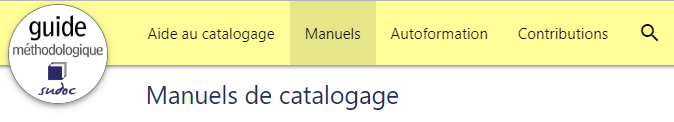 guide
méthodologique
sudoc
Aide au catalogage Manuels Autoformation Contributions
Manuels de catalogage